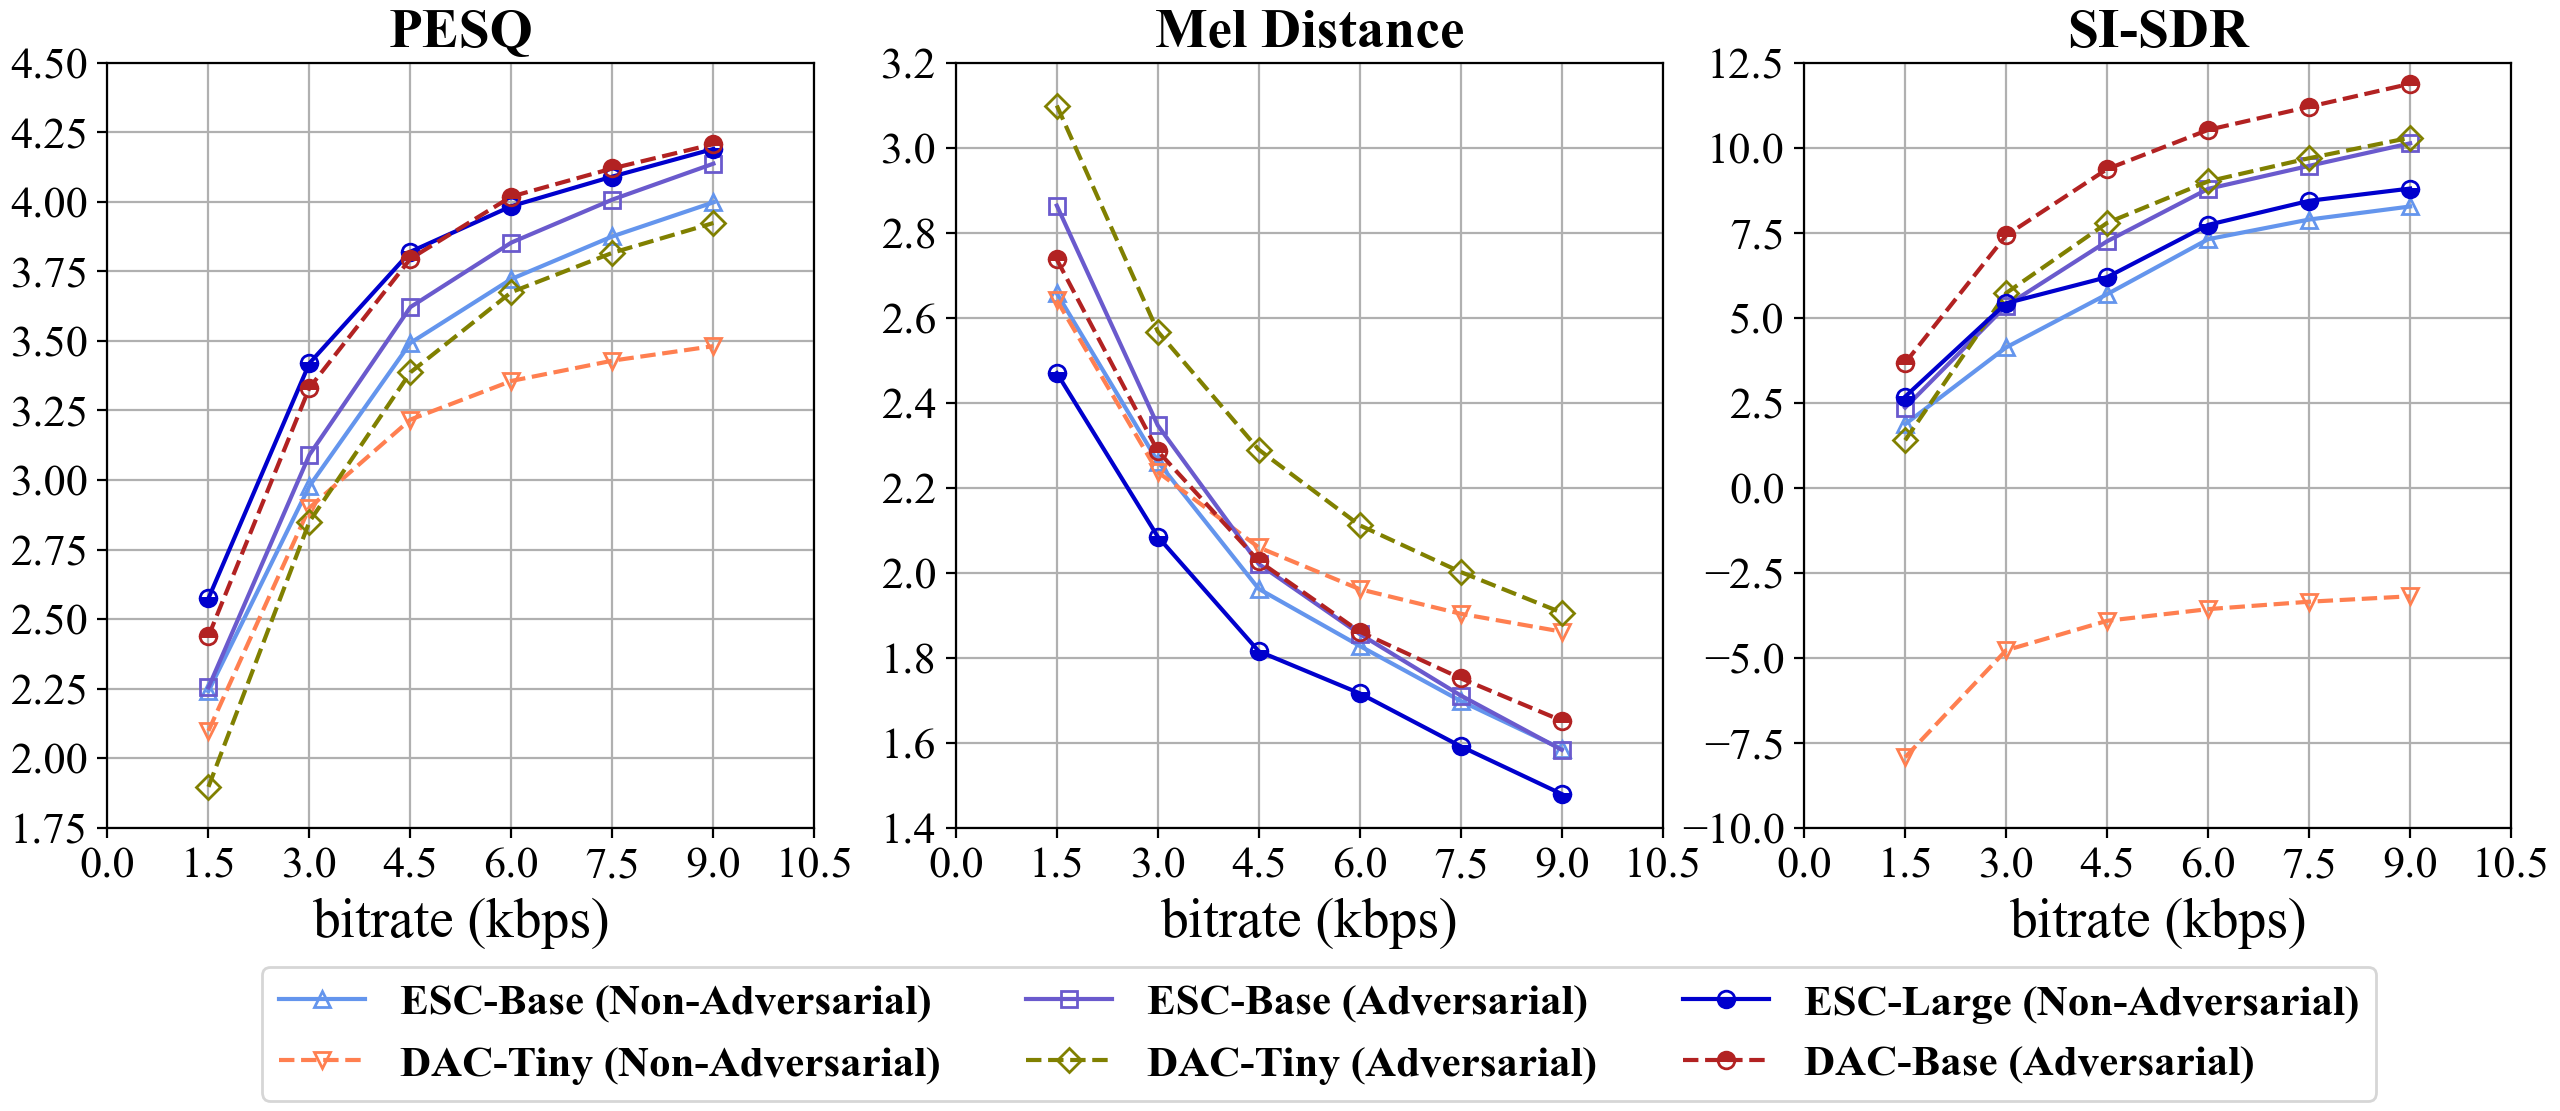 PESQ
Mel Distance
SI-SDR
4.50
4.25
4.00
3.75
3.50
3.25
3.00
2.75
2.50
2.25
2.00
1.75
0.0 1.5 3.0 4.5 6.0 7.5 9.0 10.5
bitrate (kbps)
3.2
3.0
2.8
2.6
2.4
2.2
2.0
1.8
1.6
1.4
0.0 1.5 3.0 4.5 6.0 7.5 9.0 10.5
bitrate (kbps)
12.5
10.0
7.5
5.0
2.5
0.0
−2.5
−5.0
−7.5
−10.0
0.0 1.5 3.0 4.5 6.0 7.5 9.0 10.5
bitrate (kbps)
ESC-Base (Non-Adversarial) ESC-Base (Adversarial) ESC-Large (Non-Adversarial)
DAC-Tiny (Non-Adversarial) DAC-Tiny (Adversarial) DAC-Base (Adversarial)